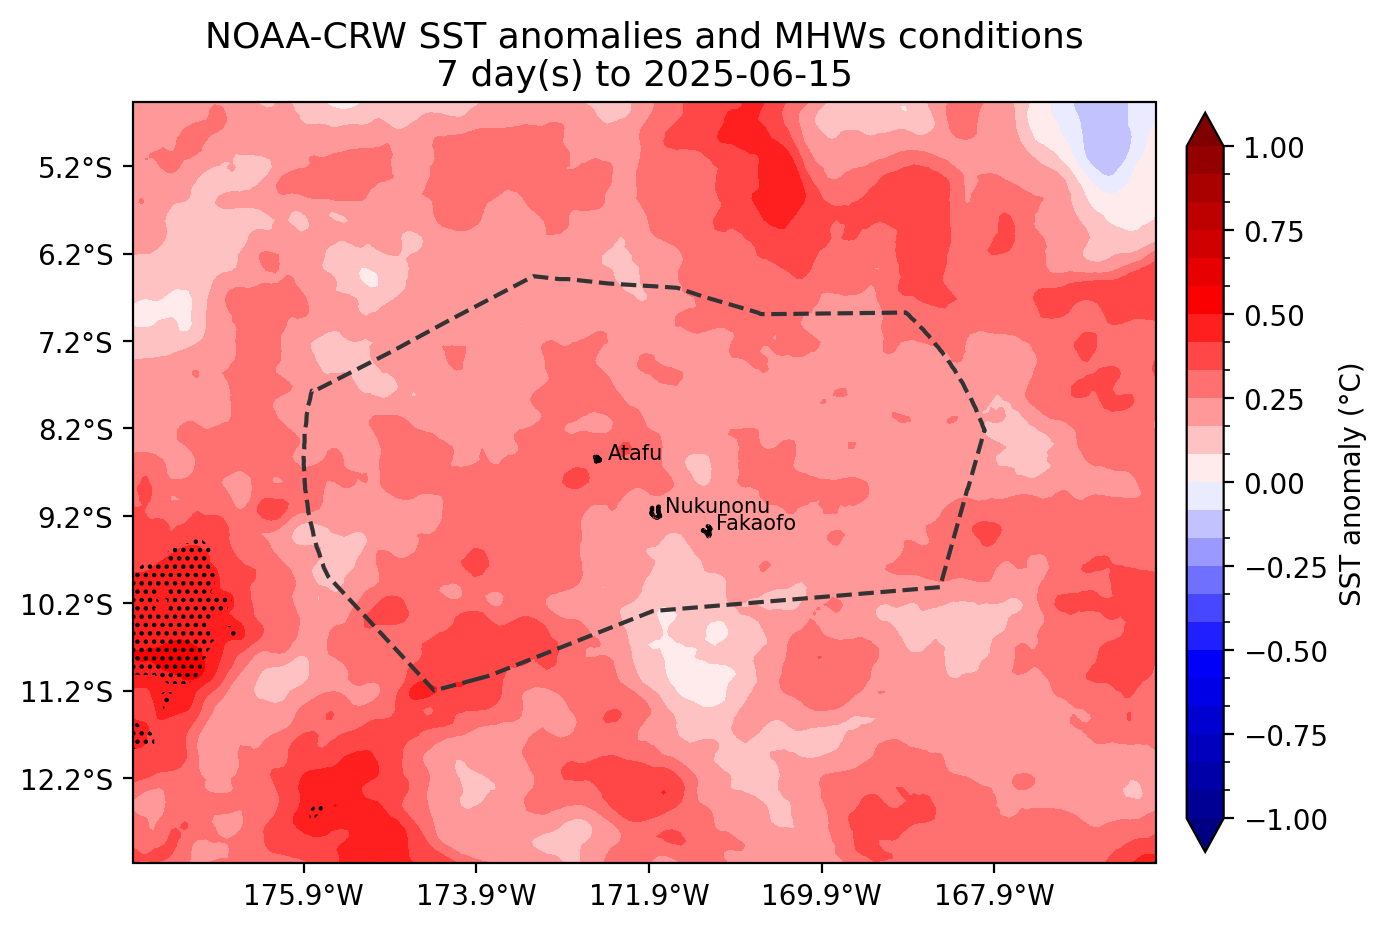 NOAA-CRW SST anomalies and MHWs conditions
7 day(s) to 2025-06-15
5.2°S
6.2°S
7.2°S
8.2°S
9.2°S
10.2°S
11.2°S
12.2°S
Atafu
Nukunonu
Fakaofo
175.9°W
173.9°W
171.9°W
169.9°W
167.9°W
1.00
0.75
0.50
0.25
0.00
−0.25
−0.50
−0.75
−1.00
SST anomaly (°C)